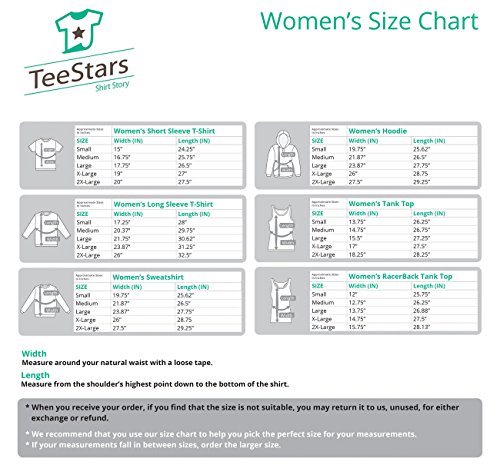 Women's Size Chart
TeeStars
Shirt Story
Approximate Sizes in Inches Women's Short Sleeve T-Shirt
SIZE Width (IN) Length (IN)
Small 15" 24.25"
Medium 16.75" 25.75"
Large 17.75" 26.5"
X-Large 19" 27"
2X-Large 20" 27.5"
Approximate Sizes in Inches Women's Long Sleeve T-Shirt
SIZE Width (IN) Length (IN)
Small 17.25" 28"
Medium 20.37" 29.75"
Large 21.75" 30.62"
X-Large 23.87" 31.25"
2X-Large 26" 32.5"
Approximate Sizes in Inches Women's Sweatshirt
SIZE Width (IN) Length (IN)
Small 19.75" 25.62"
Medium 21.87" 26.5"
Large 23.87" 27.75"
X-Large 26" 28.75
2X-Large 27.5" 29.25"
Approximate Sizes in Inches Women's Hoodie
SIZE Width (IN) Length (IN)
Small 19.75" 25.62"
Medium 21.87" 26.5"
Large 23.87" 27.75"
X-Large 26" 28.75
2X-Large 27.5" 29.25"
Approximate Sizes in Inches Women's Tank Top
SIZE Width (IN) Length (IN)
Small 13.75" 26.25"
Medium 14.75" 26.75"
Large 15.5" 27.5"
X-Large 17" 27.5"
2X-Large 18.25" 28.25"
Approximate Sizes in Inches Women's RacerBack Tank Top
SIZE Width (IN) Length (IN)
Small 12" 25.75"
Medium 12.75" 26.25"
Large 13.75" 26.88"
X-Large 14.75" 27.5"
2X-Large 15.75" 28.13"
Width
Measure around your natural waist with a loose tape.
Length
Measure from the shoulder's highest point down to the bottom of the shirt.
* When you receive your order, if you find that the size is not suitable, you may return it to us, unused, for either
exchange or refund.
* We recommend that you use our size chart to help you pick the perfect size for your measurements.
* If your measurements fall in between sizes, order the larger size.